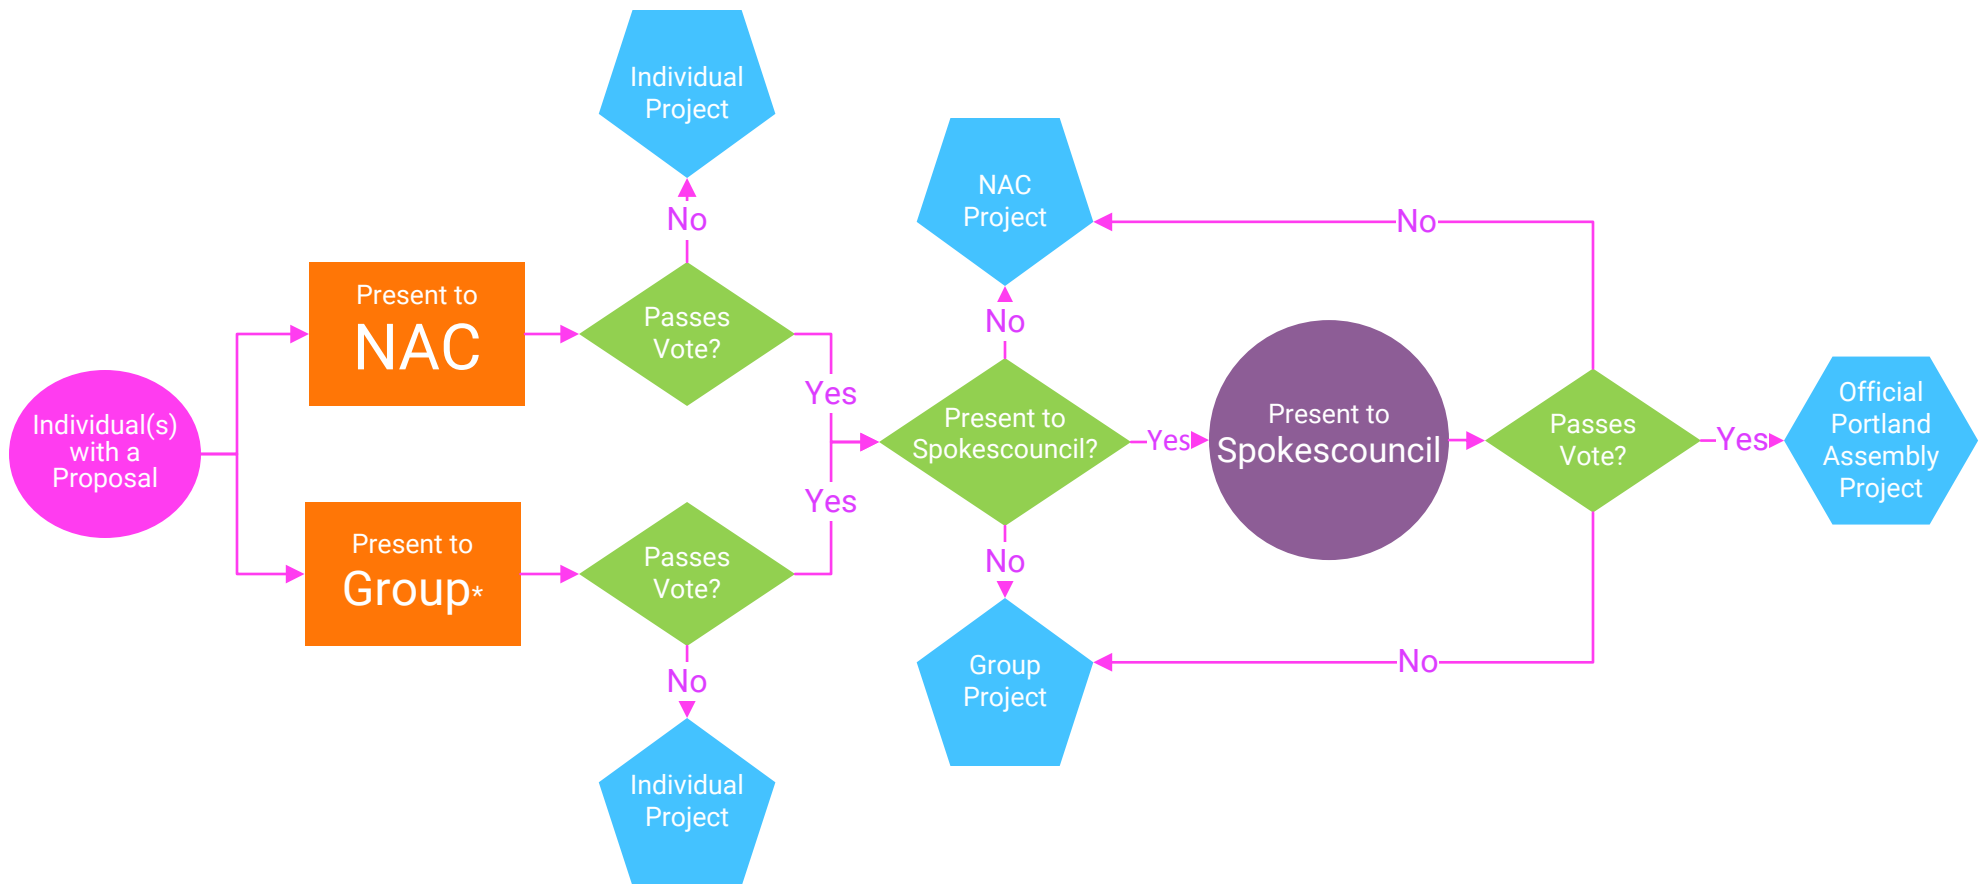 Individual(s)
with a
Proposal
Present to
NAC
Present to
Group*
Individual
Project
No
Passes
Vote?
Yes
Passes
Vote?
Yes
No
Individual
Project
NAC
Project
No
Present to
Spokescouncil?
No
Group
Project
Yes
Present to
Spokescouncil
No
Passes
Vote?
No
Yes
Official
Portland
Assembly
Project